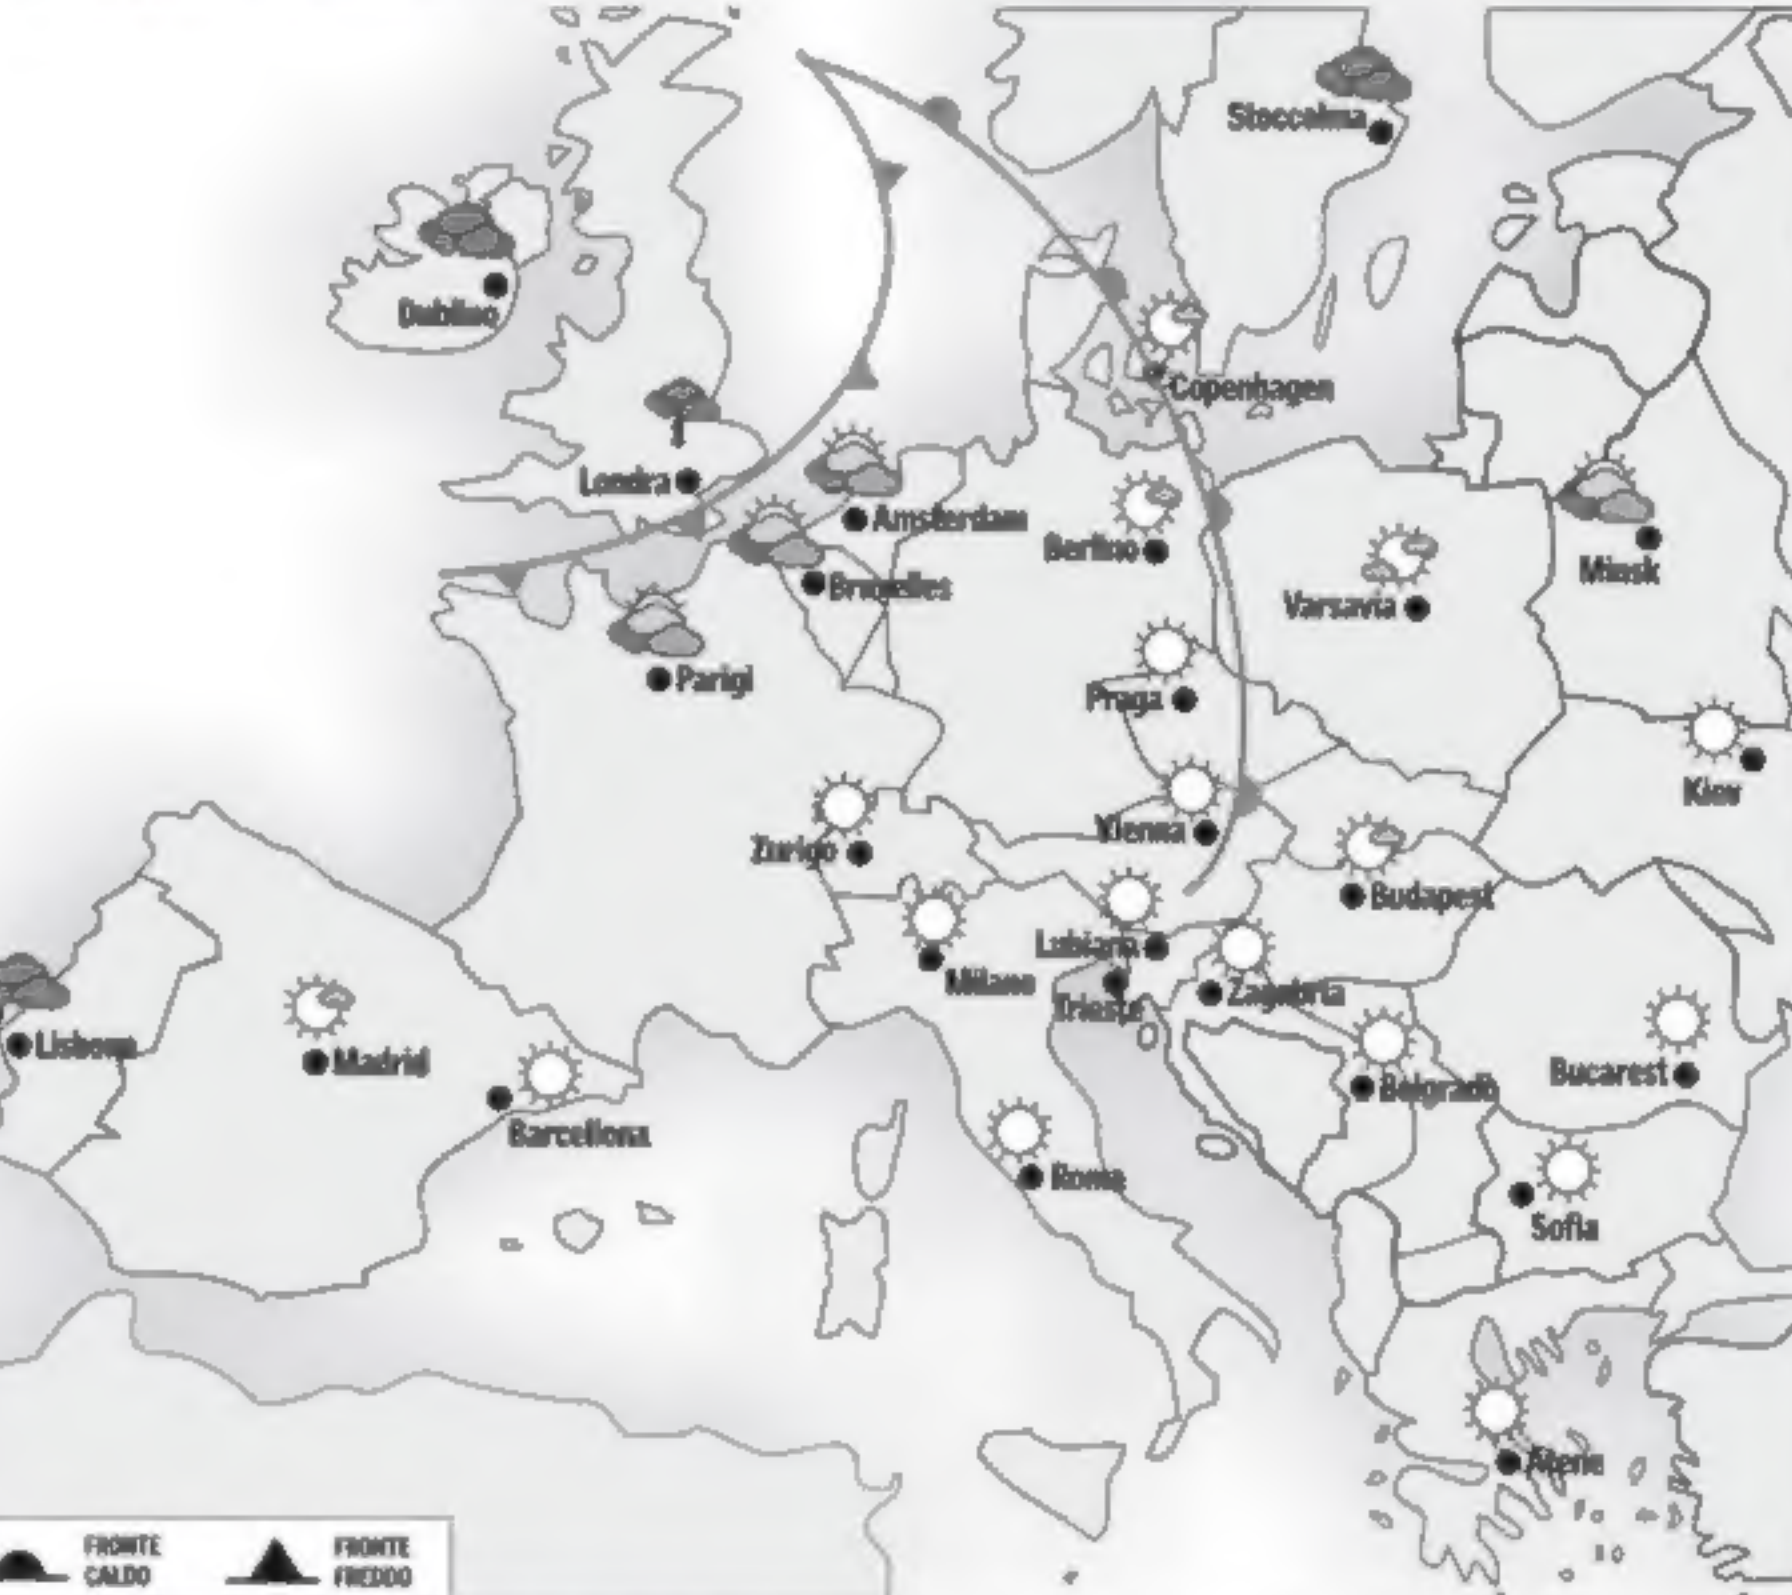 Stoccolma
Dublino
Copenhagen
Londra
Amsterdam
Berlino
Bruxelles
Varsavia
Minsk
Parigi
Praga
Kiev
Vienna
Zurigo
Budapest
Lubiana
Milano
Trieste
Zagabria
Lisbona
Madrid
Belgrado
Bucarest
Barcellona
Roma
Sofia
Atene
FRONTE
CALDO
FRONTE
FREDDO